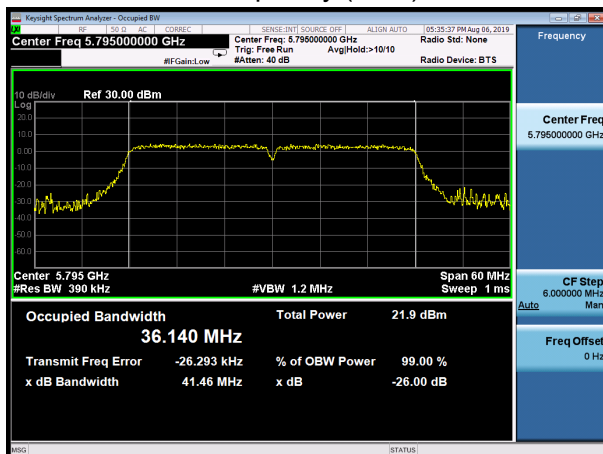 Keysight Spectrum Analyzer - Occupied BW
RF 50 Ω AC CORREC SENSE:INT SOURCE OFF ALIGN AUTO 05:35:37 PM Aug 06, 2019
Center Freq 5.795000000 GHz
Center Freq: 5.795000000 GHz Radio Std: None
Trig: Free Run Avg|Hold:>10/10
#IFGain:Low #Atten: 40 dB Radio Device: BTS
Frequency
10 dB/div Ref 30.00 dBm
Log
20.0
10.0
0.00
-10.0
-20.0
-30.0
-40.0
-50.0
-60.0
Center 5.795 GHz Span 60 MHz
#Res BW 390 kHz #VBW 1.2 MHz Sweep 1 ms
Occupied Bandwidth Total Power 21.9 dBm
36.140 MHz
Transmit Freq Error -26.293 kHz % of OBW Power 99.00 %
x dB Bandwidth 41.46 MHz x dB -26.00 dB
Center Freq
5.795000000 GHz
CF Step
6.000000 MHz
Auto Man
Freq Offset
0 Hz
MSG STATUS